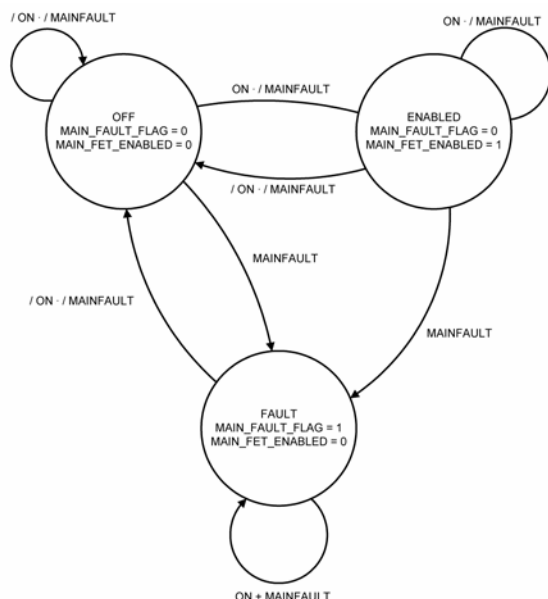 / ON · / MAINFAULT
ON · / MAINFAULT
ON · / MAINFAULT
OFF
MAIN_FAULT_FLAG = 0
MAIN_FET_ENABLED = 0
ENABLED
MAIN_FAULT_FLAG = 0
MAIN_FET_ENABLED = 1
/ ON · / MAINFAULT
MAINFAULT
/ ON · / MAINFAULT
MAINFAULT
FAULT
MAIN_FAULT_FLAG = 1
MAIN_FET_ENABLED = 0
ON + MAINFAULT